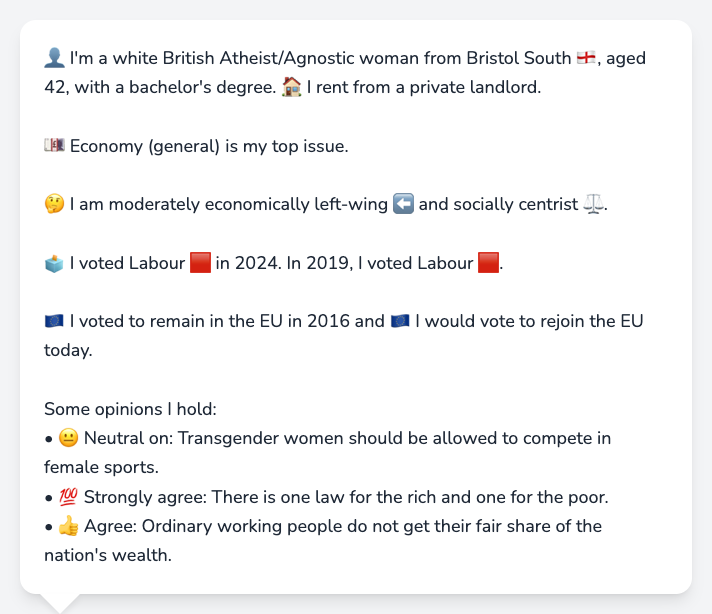 👤 I'm a white British Atheist/Agnostic woman from Bristol South 🏴󠁧󠁢󠁥󠁮󠁧󠁿, aged
42, with a bachelor's degree. 🏠 I rent from a private landlord.
💷 Economy (general) is my top issue.
🤔 I am moderately economically left-wing ⬅️ and socially centrist ⚖️.
🗳️ I voted Labour 🟥 in 2024. In 2019, I voted Labour 🟥.
🇪🇺 I voted to remain in the EU in 2016 and 🇪🇺 I would vote to rejoin the EU
today.
Some opinions I hold:
• 😐 Neutral on: Transgender women should be allowed to compete in
female sports.
• 💯 Strongly agree: There is one law for the rich and one for the poor.
• 👍 Agree: Ordinary working people do not get their fair share of the
nation's wealth.